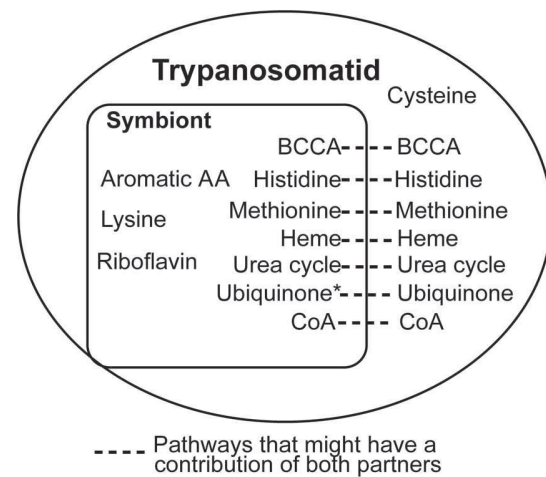 Trypanosomatid
Cysteine
Symbiont
BCCA---- BCCA
Aromatic AA Histidine---- Histidine
Methionine---- Methionine
Lysine
Heme---- Heme
Riboflavin Urea cycle---- Urea cycle
Ubiquinone*---- Ubiquinone
CoA---- CoA
---- Pathways that might have a
contribution of both partners